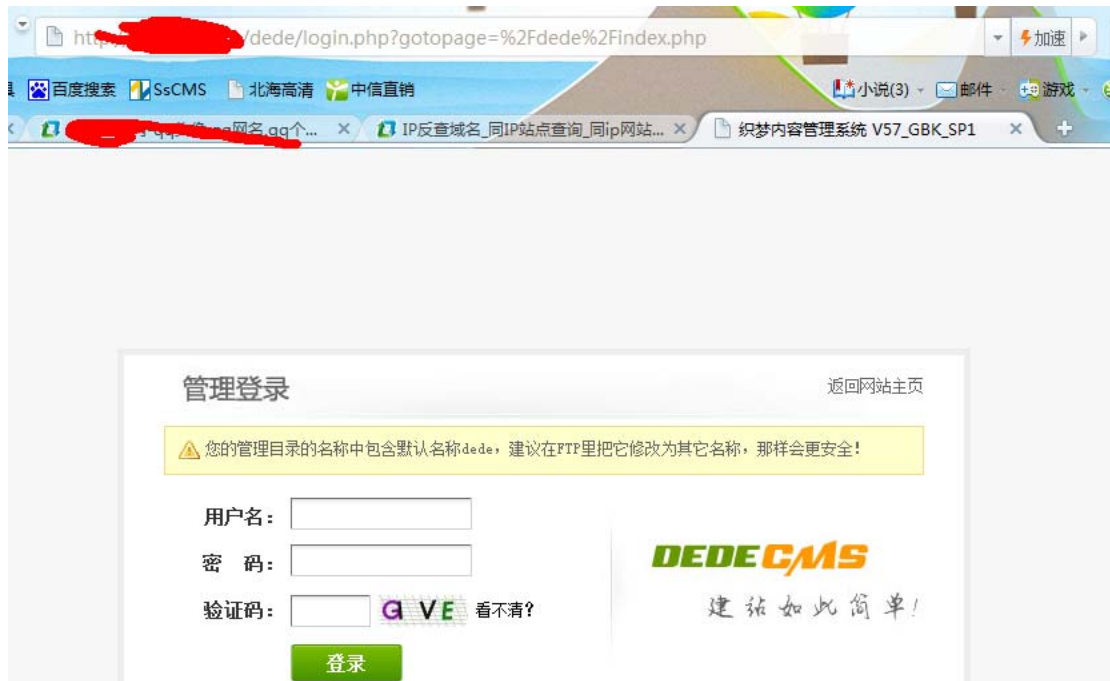 /dede/login.php?gotopage=%2Fdede%2Findex.php
加速
百度搜索 SsCMS 北海高清 中信直销 小说(3) 邮件 游戏
网名,qq个... IP反查域名_同IP站点查询_同ip网站... 织梦内容管理系统 V57_GBK_SP1
管理登录
返回网站主页
您的管理目录的名称中包含默认名称dede，建议在FTP里把它修改为其它名称，那样会更安全！
用户名：
密 码：
DEDECMS
验证码：
G V E 看不清？
建站如此简单！
登录